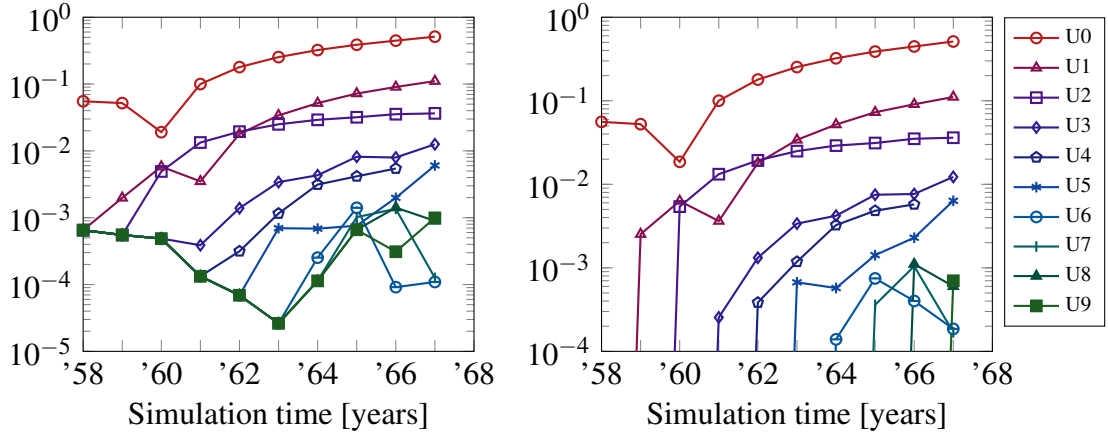 10^0
10^−1
10^−2
10^−3
10^−4
10^−5
'58 '60 '62 '64 '66 '68
Simulation time [years]
10^0
10^−1
10^−2
10^−3
10^−4
'58 '60 '62 '64 '66 '68
Simulation time [years]
U0
U1
U2
U3
U4
U5
U6
U7
U8
U9